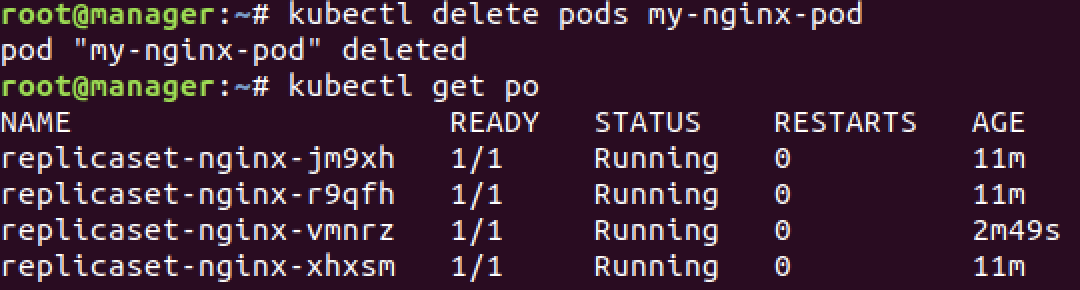 root@manager:~# kubectl delete pods my-nginx-pod
pod "my-nginx-pod" deleted
root@manager:~# kubectl get po
NAME READY STATUS RESTARTS AGE
replicaset-nginx-jm9xh 1/1 Running 0 11m
replicaset-nginx-r9qfh 1/1 Running 0 11m
replicaset-nginx-vmnrz 1/1 Running 0 2m49s
replicaset-nginx-xhxsm 1/1 Running 0 11m